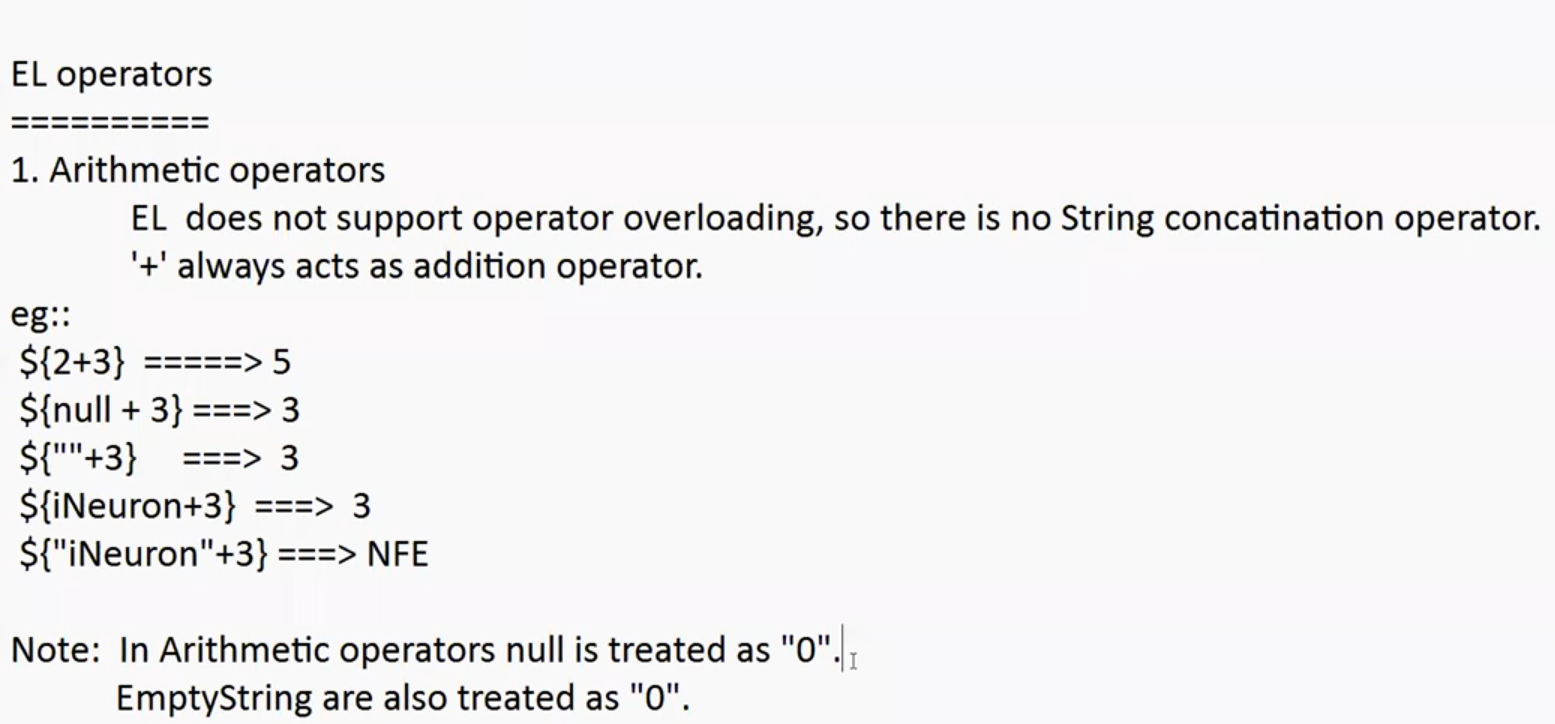 EL operators
==========
1. Arithmetic operators
EL does not support operator overloading, so there is no String concatination operator.
'+' always acts as addition operator.
eg::
${2+3} =====> 5
${null + 3} ===> 3
${""+3} ===> 3
${iNeuron+3} ===> 3
${"iNeuron"+3} ===> NFE
Note: In Arithmetic operators null is treated as "0".
EmptyString are also treated as "0".